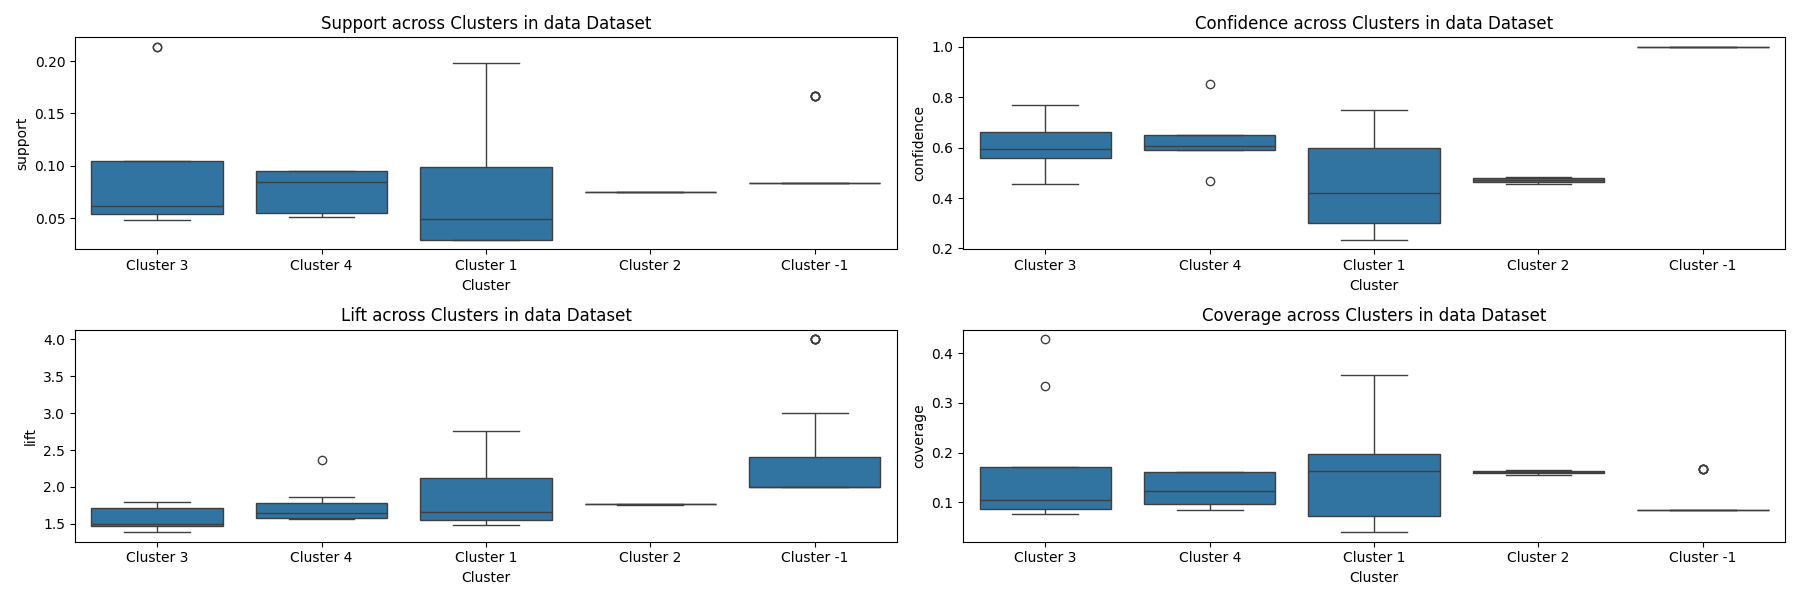 Support across Clusters in data Dataset
support
0.20
0.15
0.10
0.05
Cluster 3
Cluster 4
Cluster 1
Cluster 2
Cluster -1
Cluster
Confidence across Clusters in data Dataset
confidence
1.0
0.8
0.6
0.4
0.2
Cluster 3
Cluster 4
Cluster 1
Cluster 2
Cluster -1
Cluster
Lift across Clusters in data Dataset
lift
4.0
3.5
3.0
2.5
2.0
1.5
Cluster 3
Cluster 4
Cluster 1
Cluster 2
Cluster -1
Cluster
Coverage across Clusters in data Dataset
coverage
0.4
0.3
0.2
0.1
Cluster 3
Cluster 4
Cluster 1
Cluster 2
Cluster -1
Cluster